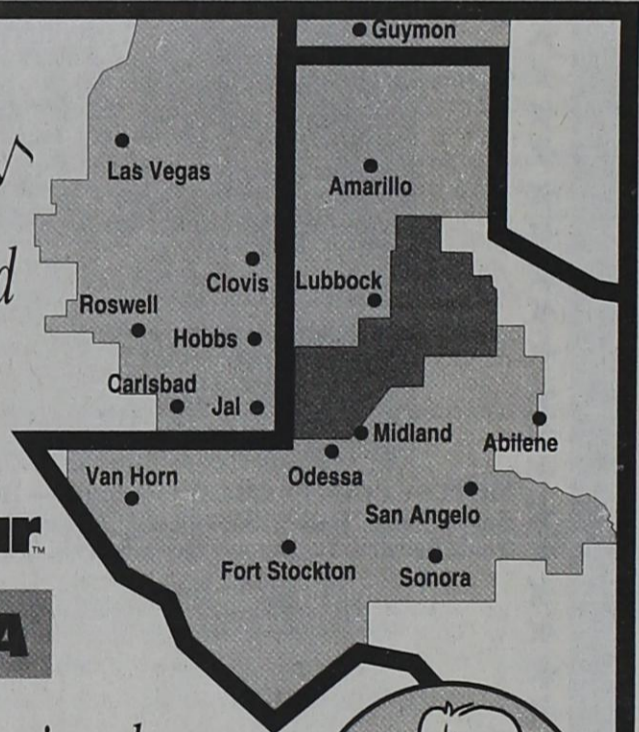 Guymon
Las Vegas
Amarillo
Clovis
Lubbock
Roswell
Hobbs
Carlsbad
Jal
Midland
Abilene
Van Horn
Odessa
San Angelo
Fort Stockton
Sonora
TM
A